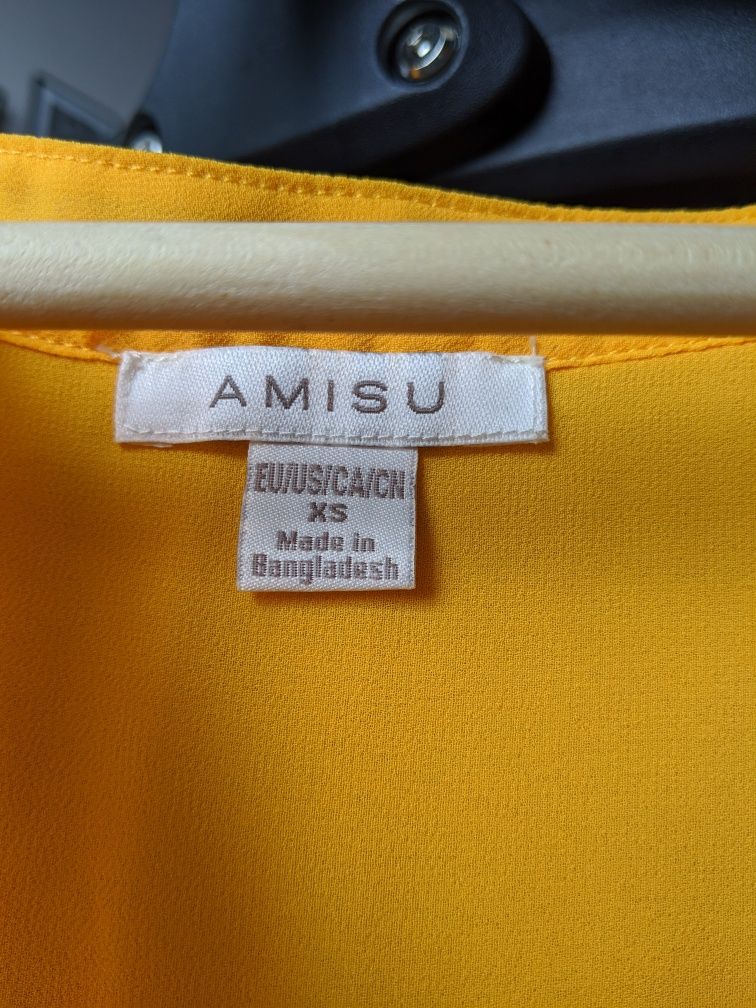 AMISU
EU/US/CA/CN
XS
Made in
Bangladesh